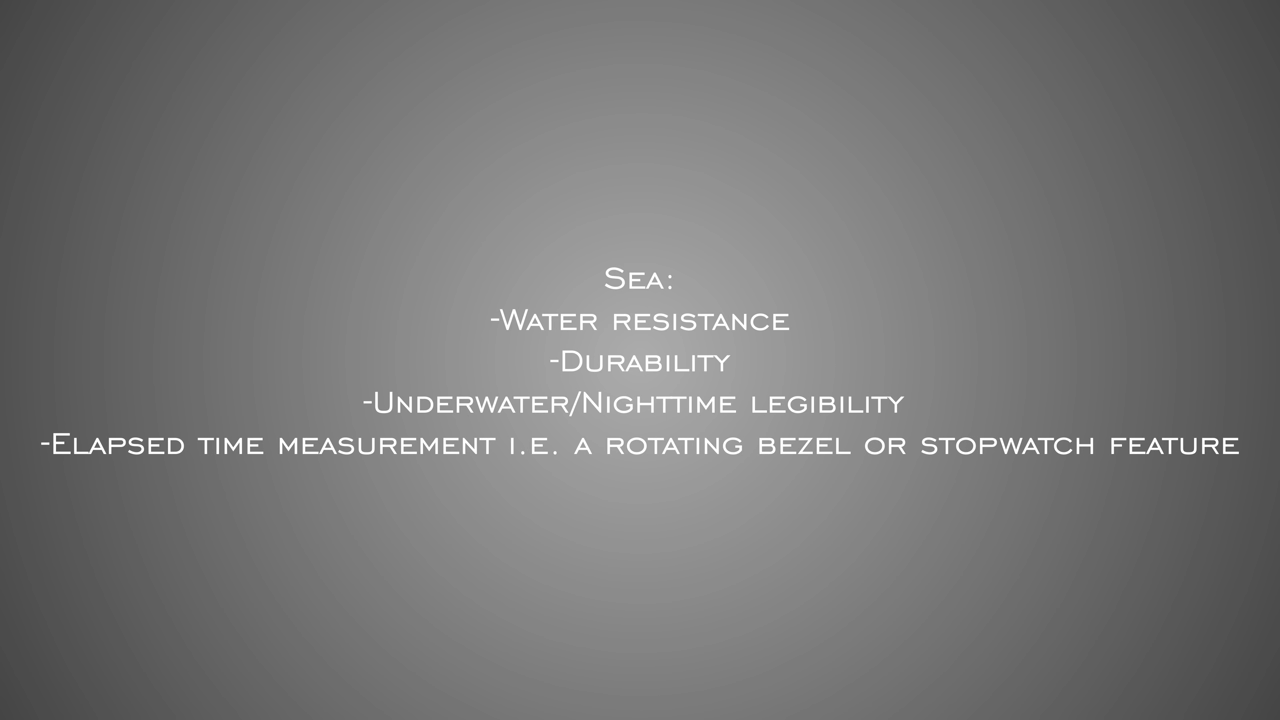 Sea:
-Water resistance
-Durability
-Underwater/Nighttime legibility
-Elapsed time measurement i.e. a rotating bezel or stopwatch feature